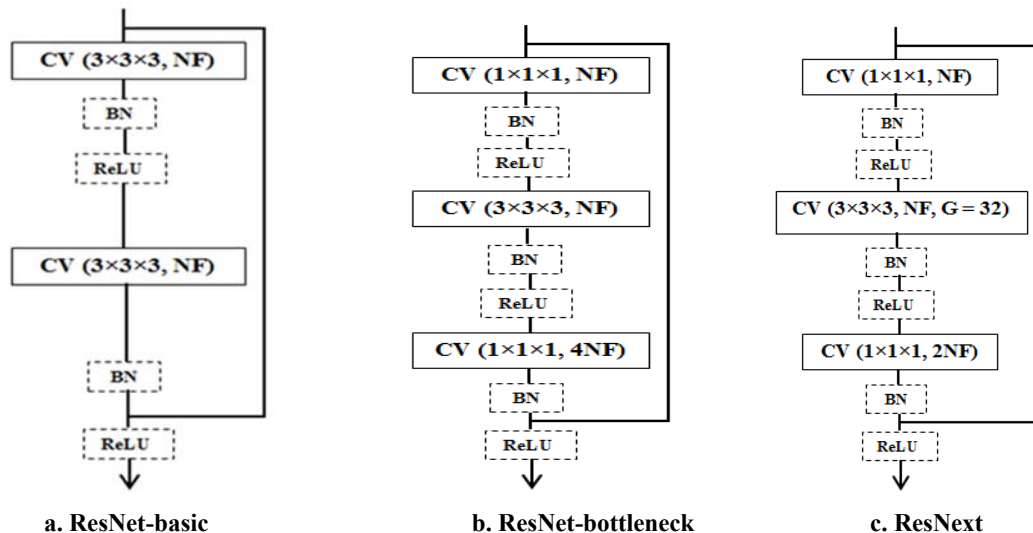 CV (3×3×3, NF)
BN
ReLU
CV (3×3×3, NF)
BN
ReLU
a. ResNet-basic
CV (1×1×1, NF)
BN
ReLU
CV (3×3×3, NF)
BN
ReLU
CV (1×1×1, 4NF)
BN
ReLU
b. ResNet-bottleneck
CV (1×1×1, NF)
BN
ReLU
CV (3×3×3, NF, G = 32)
BN
ReLU
CV (1×1×1, 2NF)
BN
ReLU
c. ResNext